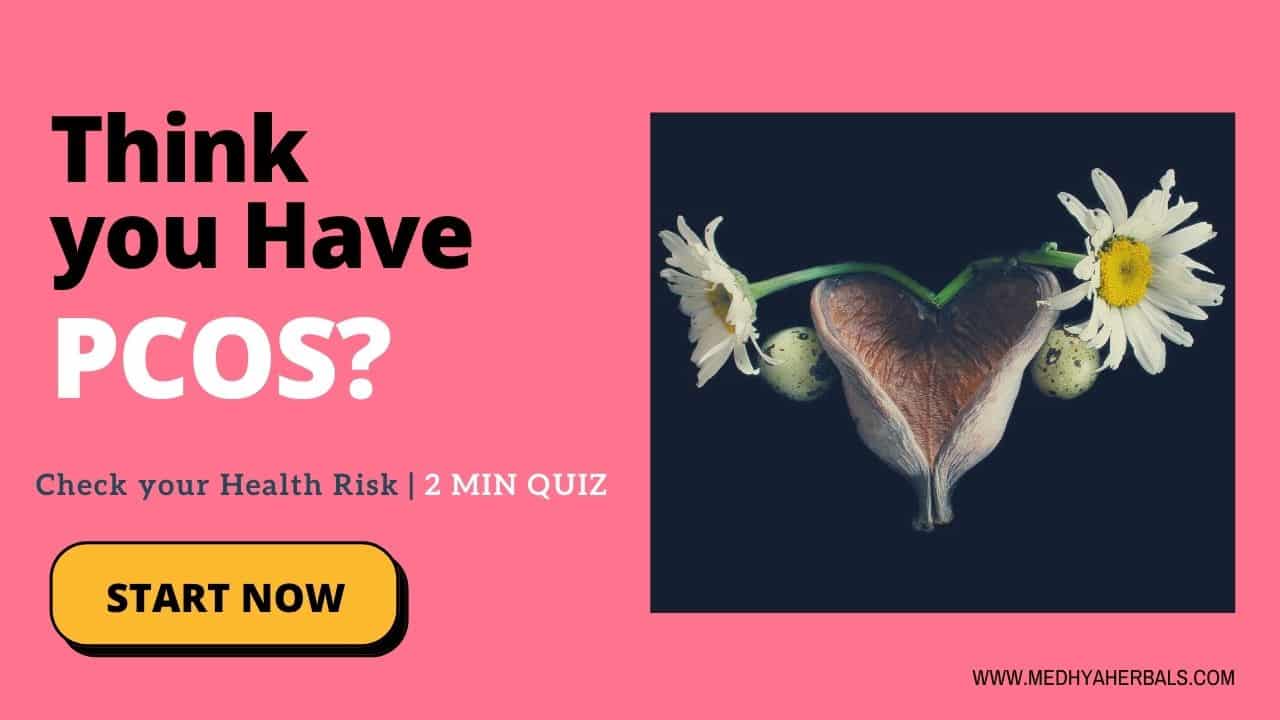 Think
you Have
PCOS?
Check your Health Risk | 2 MIN QUIZ
START NOW
WWW.MEDHYAHERBALS.COM